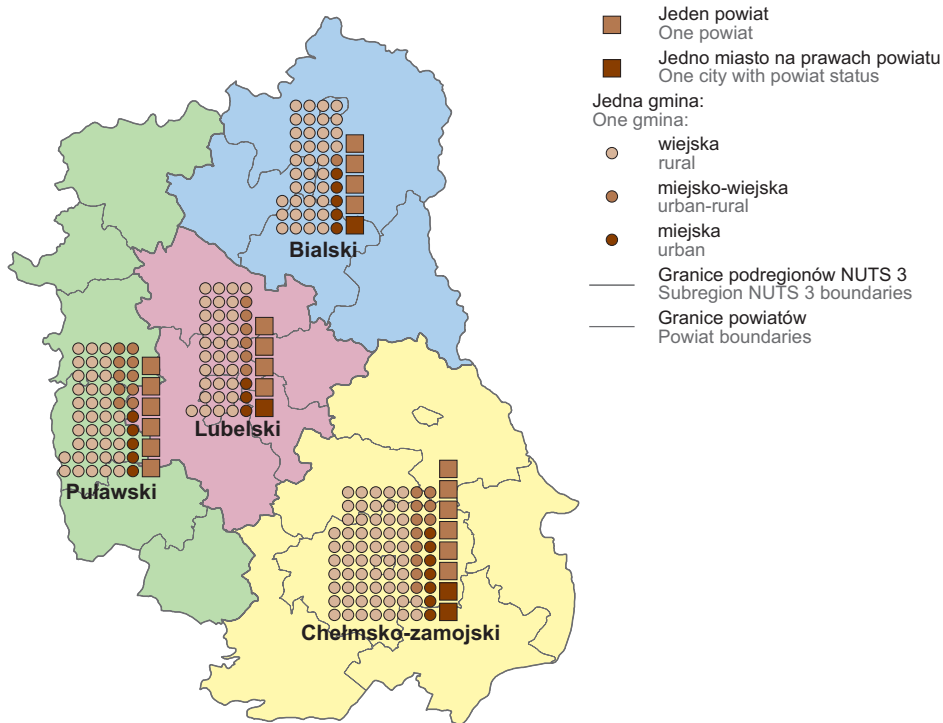 Jeden powiat
One powiat
Jedno miasto na prawach powiatu
One city with powiat status
Jedna gmina:
One gmina:
wiejska
rural
miejsko-wiejska
urban-rural
miejska
urban
Granice podregionów NUTS 3
Subregion NUTS 3 boundaries
Granice powiatów
Powiat boundaries
Bialski
Lubelski
Puławski
Chełmsko-zamojski